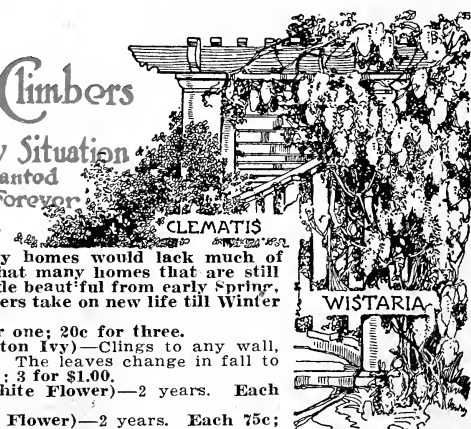 Climbers
y Situation
anted
Forever
CLEMATIS
y homes would lack much of
hat many homes that are still
de beautiful from early Spring,
ers take on new life till Winter
WISTARIA
r one; 20c for three.
ton Ivy)—Clings to any wall,
The leaves change in fall to
; 3 for $1.00.
hite Flower)—2 years. Each
Flower)—2 years. Each 75c;